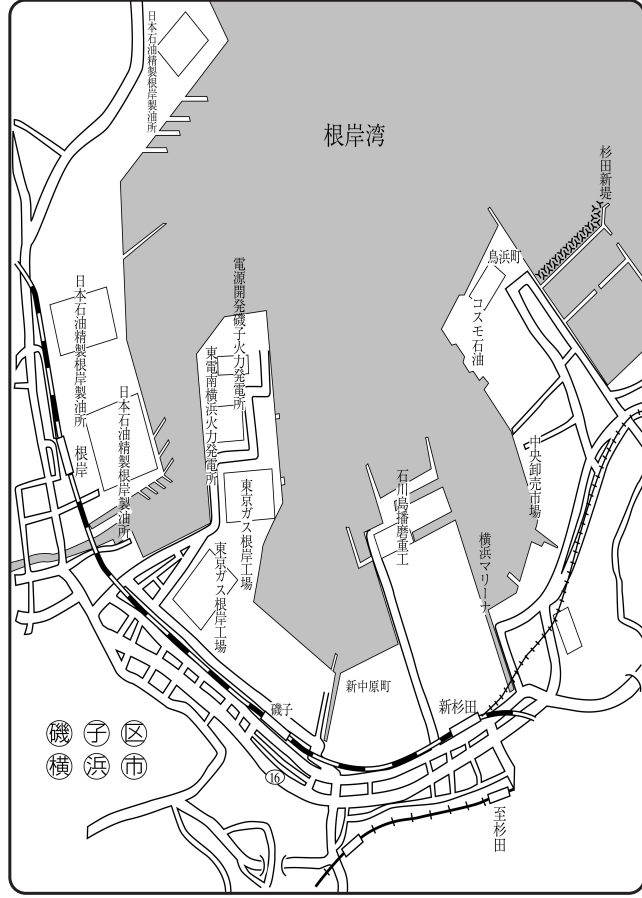 日本石油精製根岸製油所
根岸湾
杉田新堤
鳥浜町
電源開発磯子火力発電所
コスモ石油
日本石油精製根岸製油所
東電南横浜火力発電所
日本石油精製根岸製油所
根岸
中央卸売市場
石川島播磨重工
東京ガス根岸工場
横浜マリーナ
東京ガス根岸工場
新中原町
磯子
新杉田
磯子区
横浜市
16
至杉田